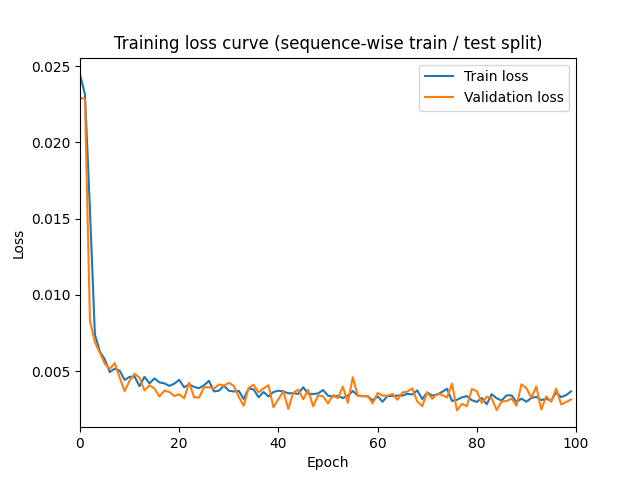 Training loss curve (sequence-wise train / test split)
Train loss
Validation loss
0.025
0.020
0.015
0.010
0.005
Loss
0 20 40 60 80 100
Epoch